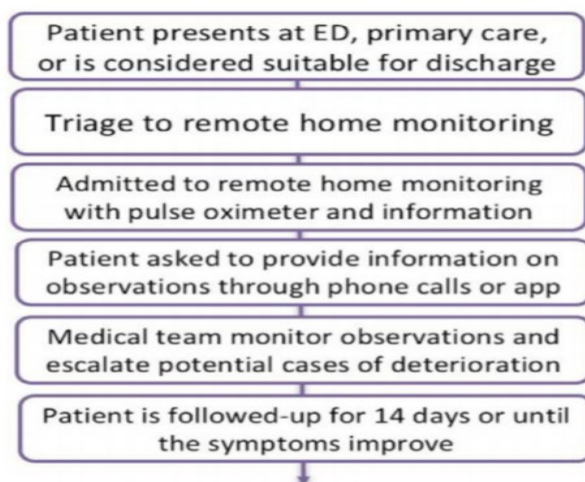 Patient presents at ED, primary care,
or is considered suitable for discharge
Triage to remote home monitoring
Admitted to remote home monitoring
with pulse oximeter and information
Patient asked to provide information on
observations through phone calls or app
Medical team monitor observations and
escalate potential cases of deterioration
Patient is followed-up for 14 days or until
the symptoms improve